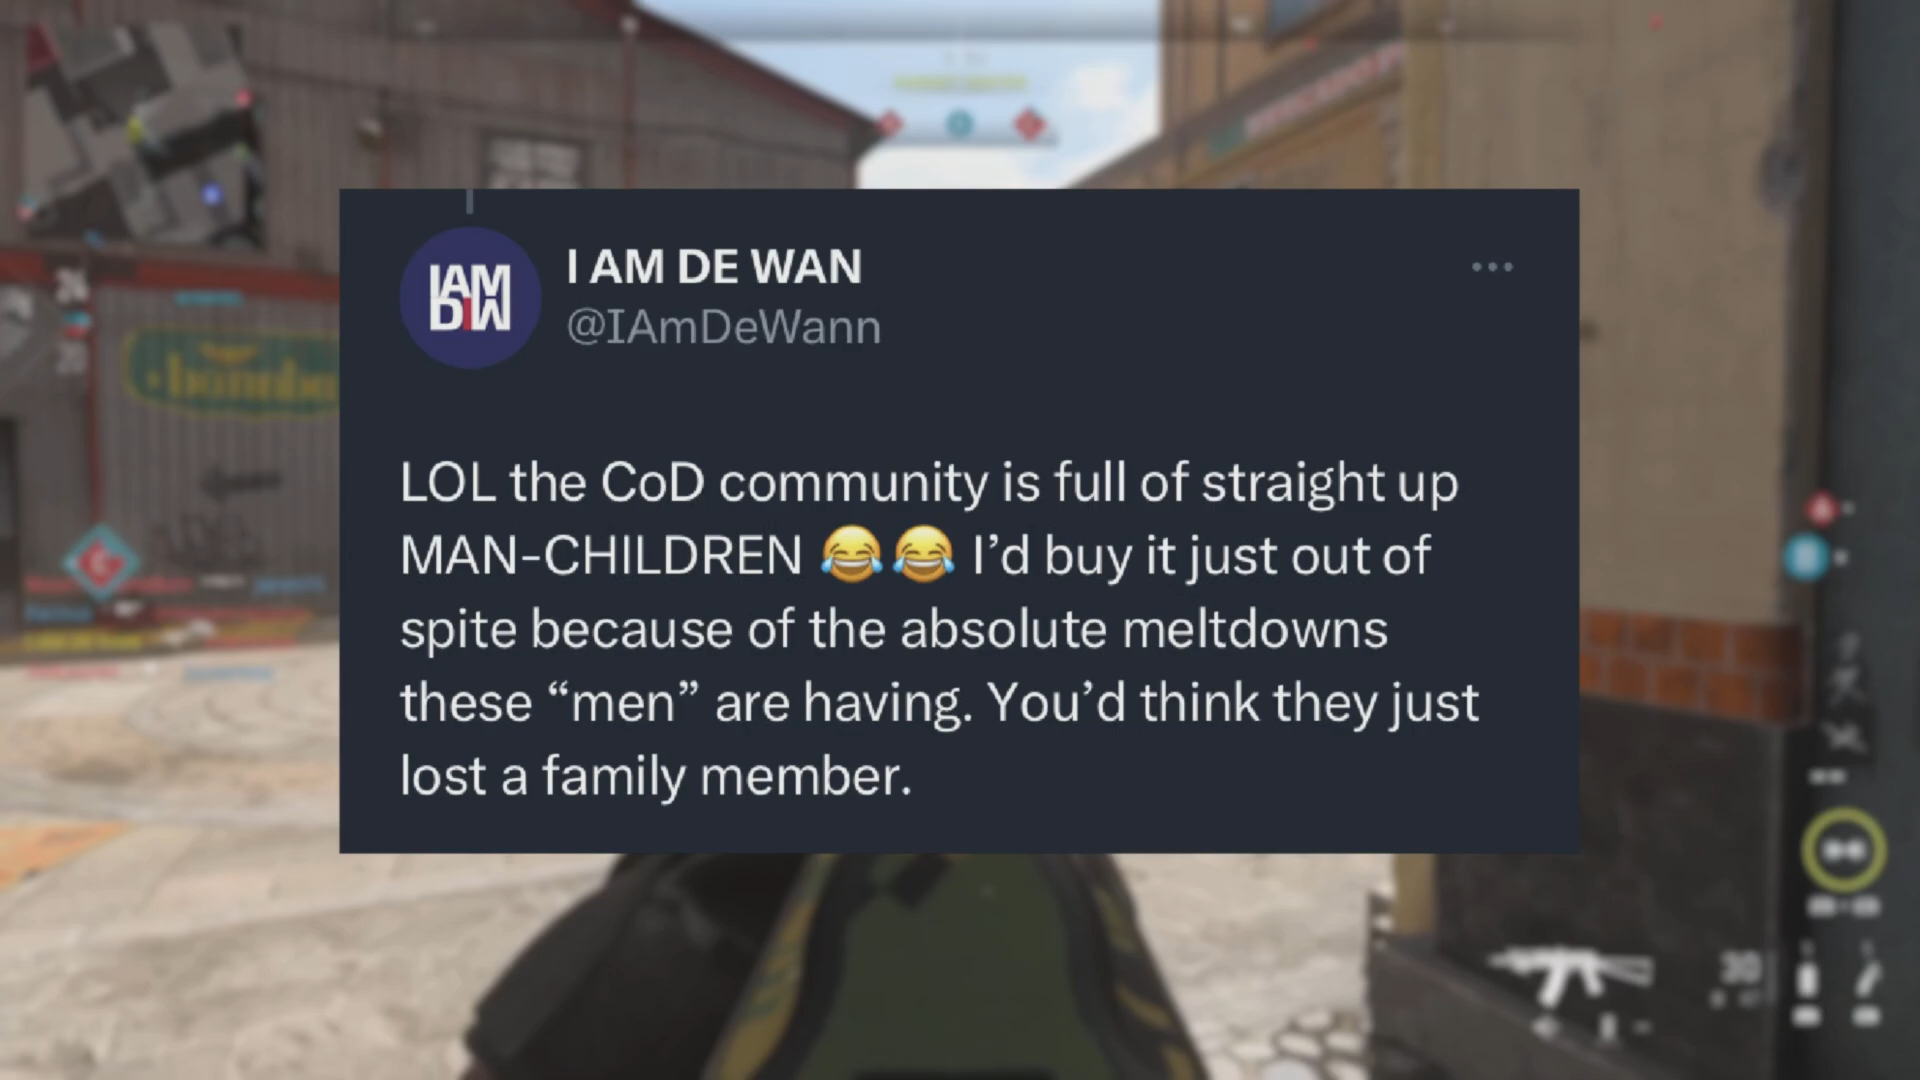 IAM
DIW
I AM DE WAN
@IAmDeWann
LOL the CoD community is full of straight up
MAN-CHILDREN 😂😂 I’d buy it just out of
spite because of the absolute meltdowns
these “men” are having. You’d think they just
lost a family member.
30